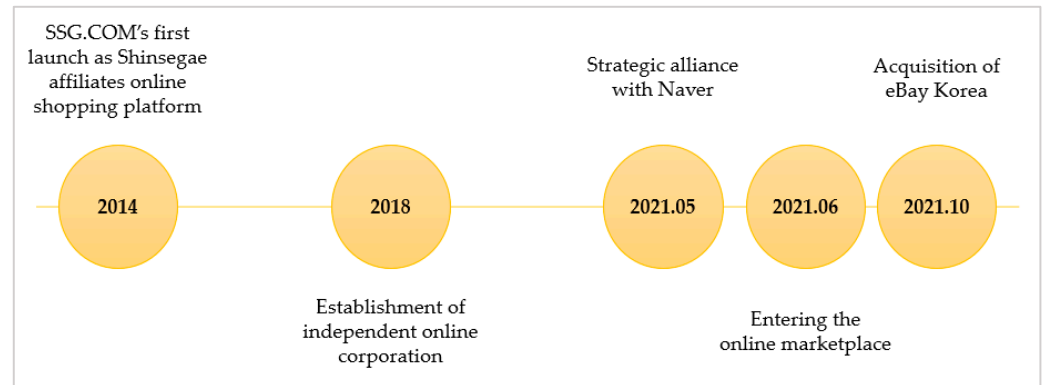 SSG.COM's first
launch as Shinsegae
affiliates online
shopping platform
Strategic alliance
with Naver
Acquisition of
eBay Korea
2014
2018
2021.05
2021.06
2021.10
Establishment of
independent online
corporation
Entering the
online marketplace